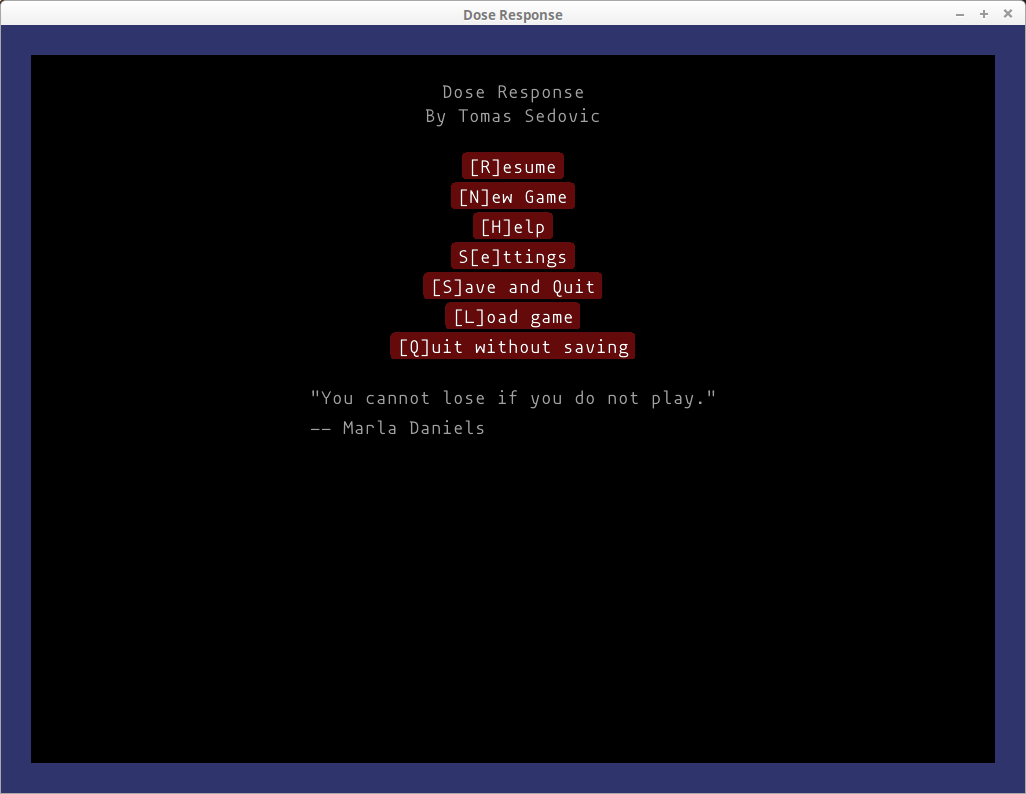 Dose Response
Dose Response
By Tomas Sedovic
[R]esume
[N]ew Game
[H]elp
S[e]ttings
[S]ave and Quit
[L]oad game
[Q]uit without saving
"You cannot lose if you do not play."
-- Marla Daniels